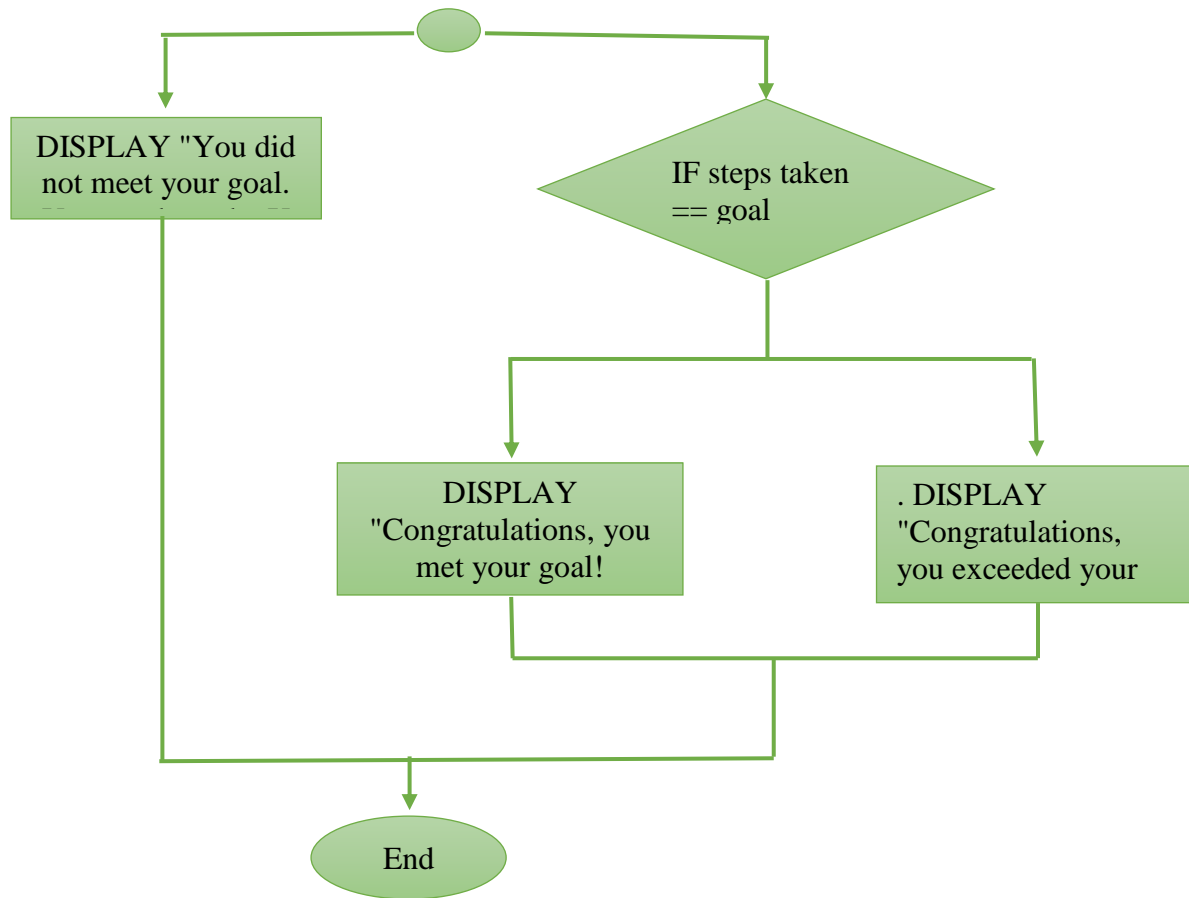 DISPLAY "You did
not meet your goal.
IF steps taken
== goal
DISPLAY
"Congratulations, you
met your goal!
. DISPLAY
"Congratulations,
you exceeded your
End